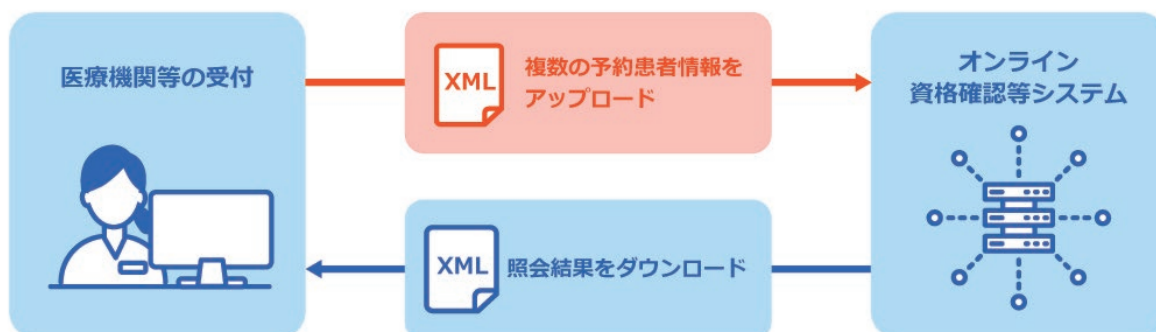 医療機関等の受付
XML
複数の予約患者情報を
アップロード
オンライン
資格確認等システム
XML
照会結果をダウンロード